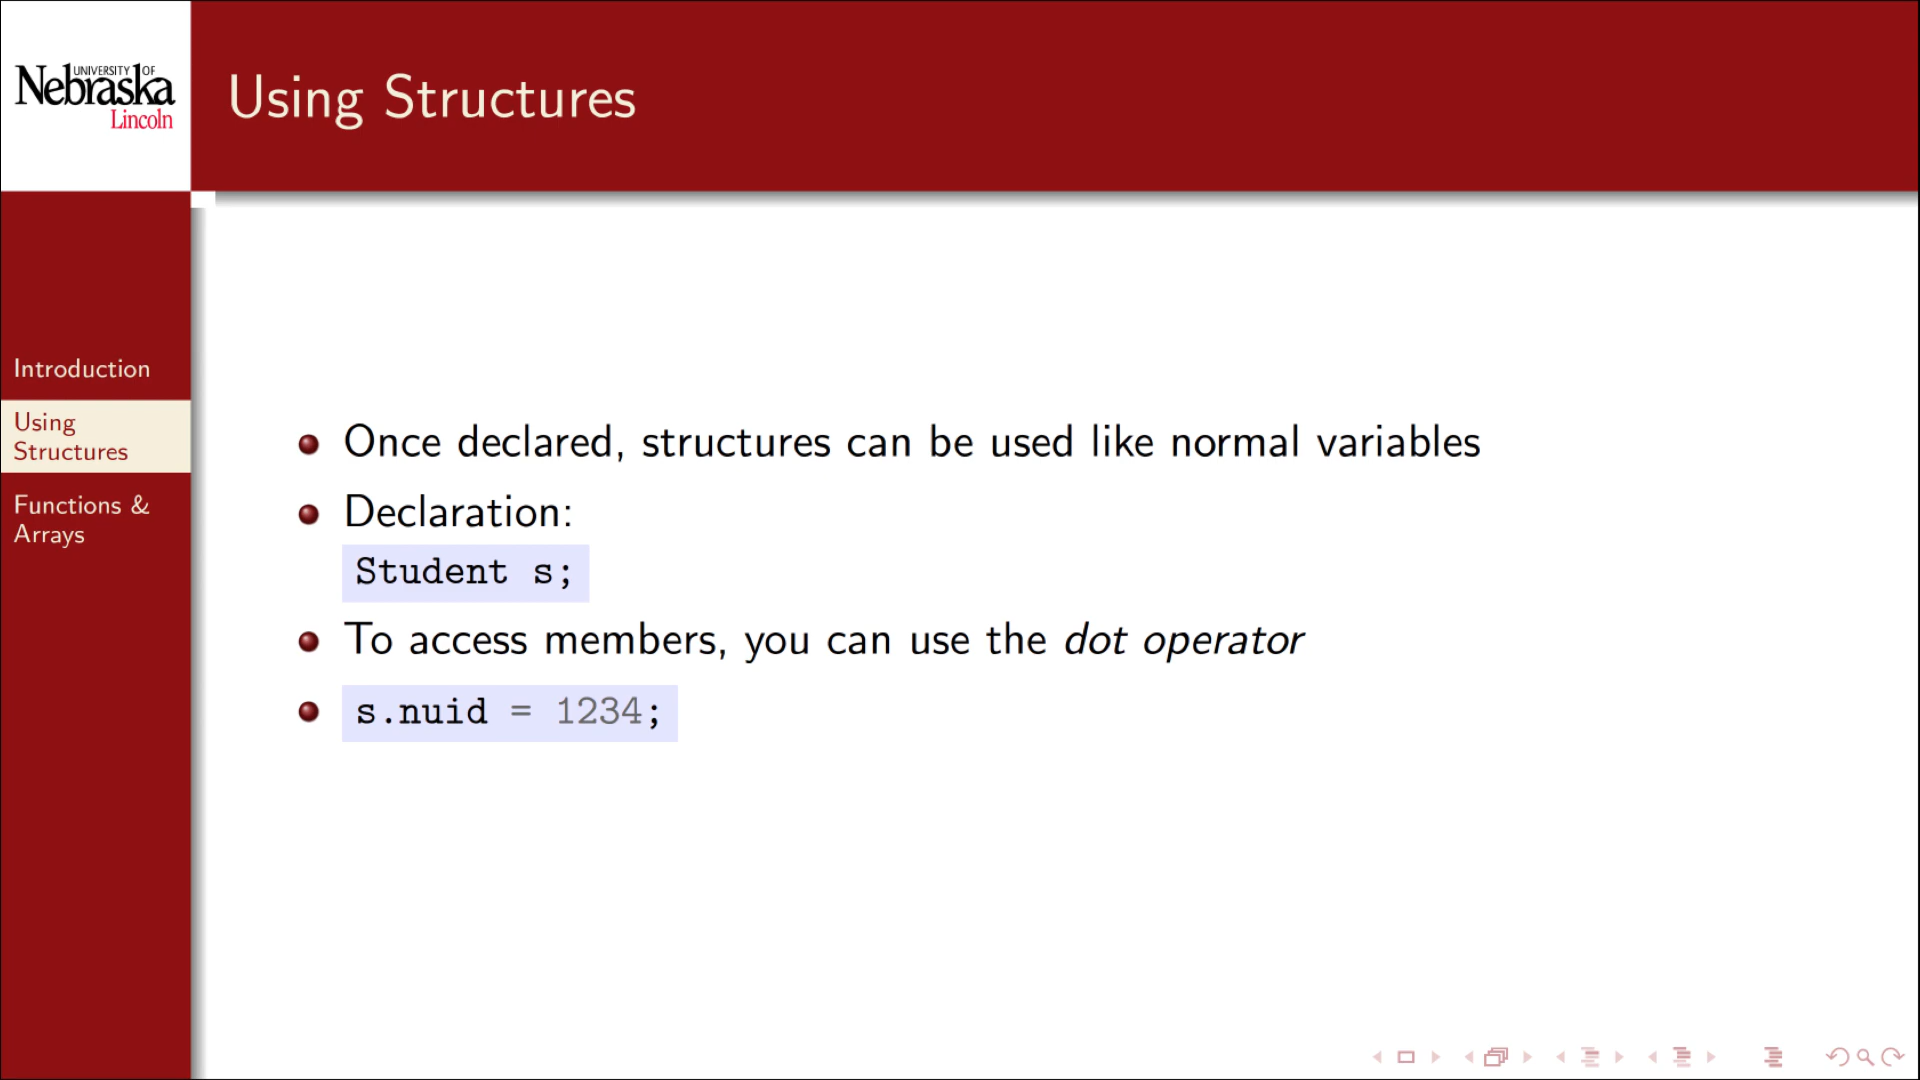 UNIVERSITY OF
Nebraska
Lincoln
Using Structures
Introduction
Using
Structures
Functions &
Arrays
Once declared, structures can be used like normal variables
Declaration:
Student s;
To access members, you can use the dot operator
s.nuid = 1234;